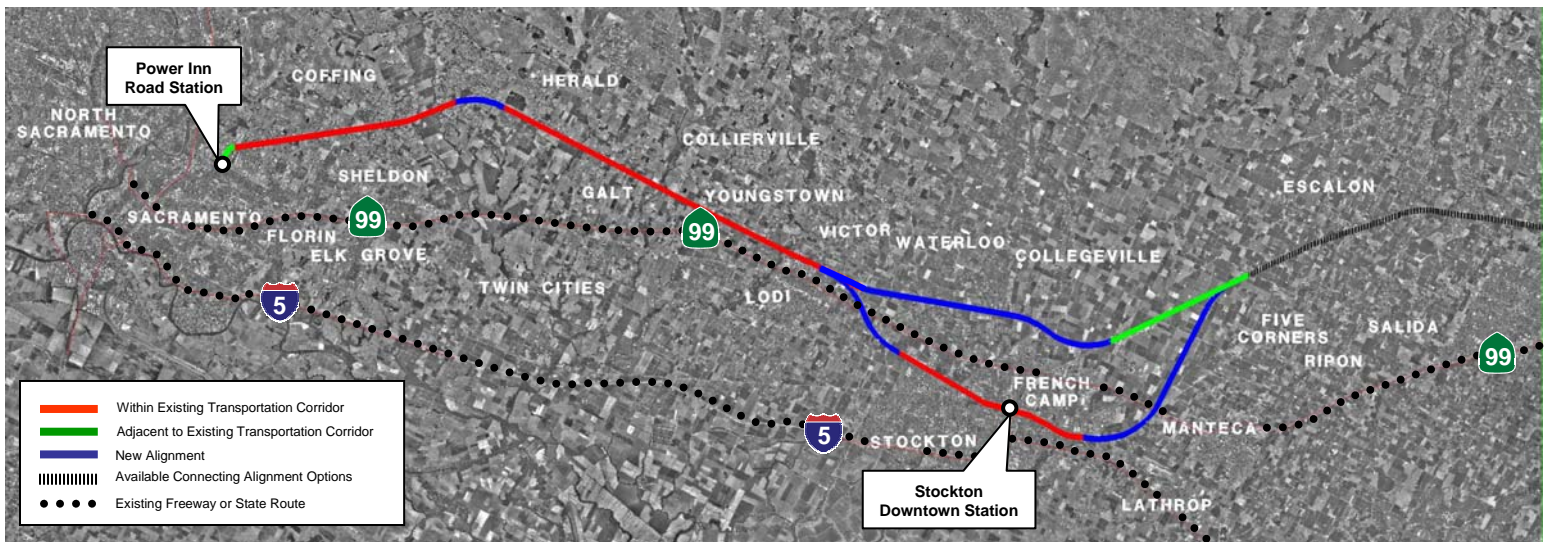 Power Inn
Road Station
COFFING
HERALD
NORTH
SACRAMENTO
COLLIERVILLE
SHELDON
GALT
YOUNGSTOWN
ESCALON
SACRAMENTO
99
99
FLORIN
VICTOR
WATERLOO
ELK GROVE
COLLEGEVILLE
TWIN CITIES
5
LODI
FIVE
CORNERS
SALIDA
RIPON
99
FRENCH
CAMP
Within Existing Transportation Corridor
Adjacent to Existing Transportation Corridor
New Alignment
Available Connecting Alignment Options
Existing Freeway or State Route
5
STOCKTON
MANTECA
Stockton
Downtown Station
LATHROP